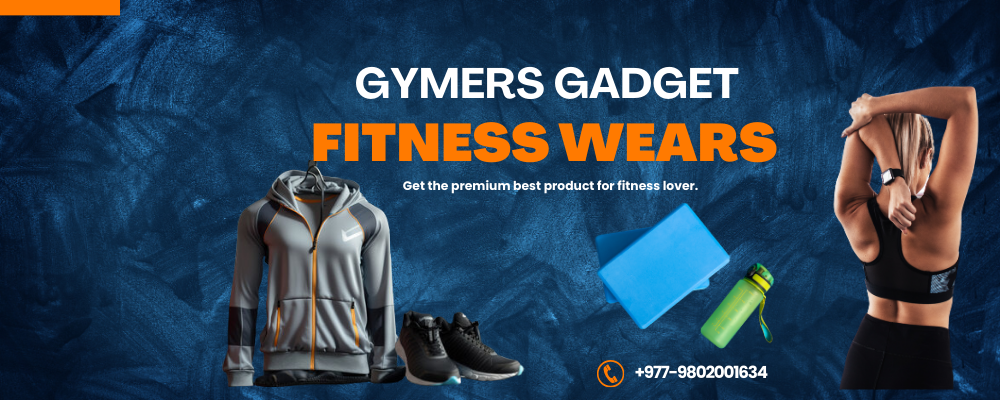 GYMERS GADGET
FITNESS WEARS
Get the premium best product for fitness lover.
+977-9802001634